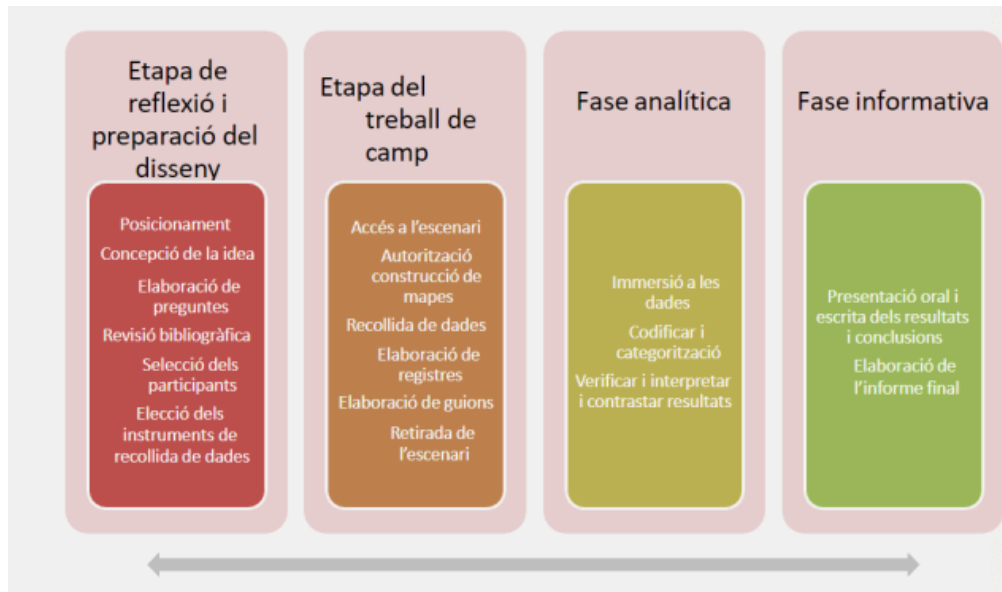 Etapa de
reflexió i
preparació del
disseny
Posicionament
Concepció de la idea
Elaboració de
preguntes
Revisió bibliogràfica
Selecció dels
participants
Elecció dels
instruments de
recollida de dades
Etapa del
treball de
camp
Accés a l'escenari
Autorització
construcció de
mapes
Recollida de dades
Elaboració de
registres
Elaboració de guions
Retirada de
l'escenari
Fase analítica
Immersió a les
dades
Codificar i
categorització
Verificar i interpretar
i contrastar resultats
Fase informativa
Presentació oral i
escrita dels resultats
i conclusions
Elaboració de
l'informe final